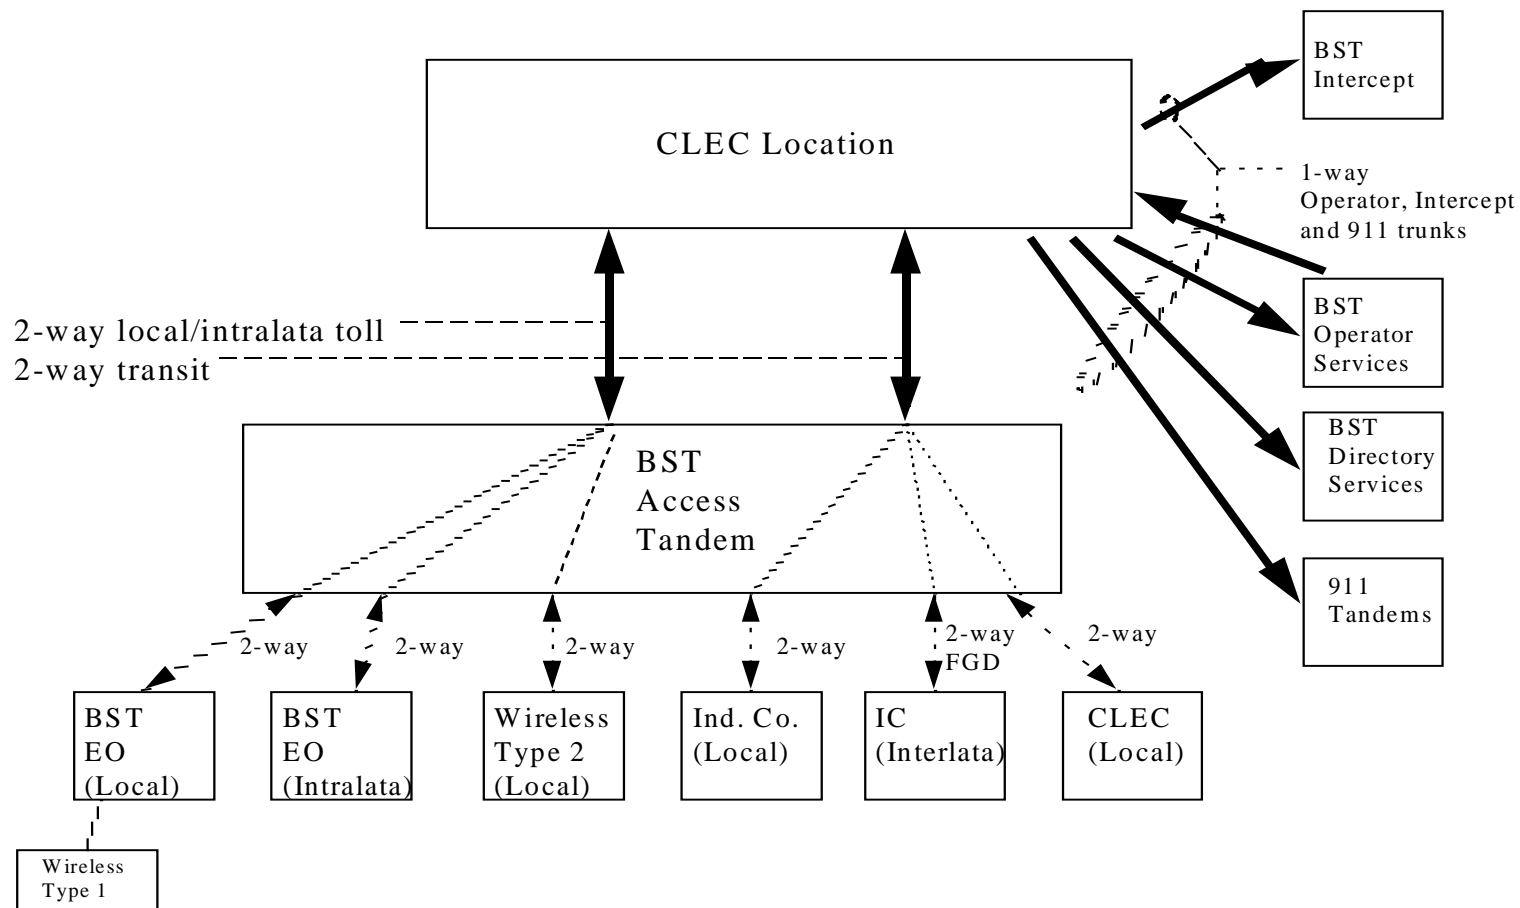 BST
Intercept
CLEC Location
1-way
Operator, Intercept
and 911 trunks
BST
Operator
Services
2-way local/intralata toll
2-way transit
BST
Directory
Services
BST
Access
Tandem
911
Tandems
2-way
2-way
2-way
2-way
2-way
FGD
2-way
BST
EO
(Local)
BST
EO
(Intralata)
Wireless
Type 2
(Local)
Ind. Co.
(Local)
IC
(Interlata)
CLEC
(Local)
Wireless
Type 1